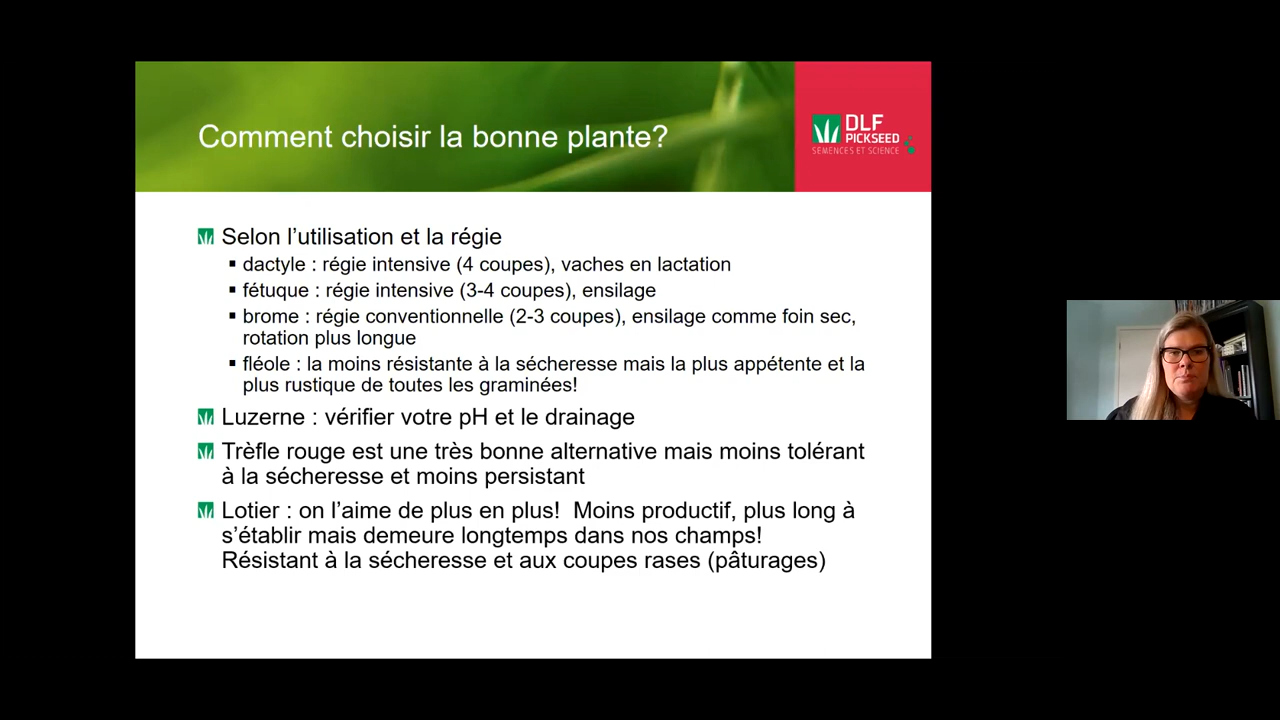 Comment choisir la bonne plante?
DLF
PICKSEED
SEMENCES ET SCIENCE
Selon l’utilisation et la régie
dactyle : régie intensive (4 coupes), vaches en lactation
fétuque : régie intensive (3-4 coupes), ensilage
brome : régie conventionnelle (2-3 coupes), ensilage comme foin sec,
rotation plus longue
fléole : la moins résistante à la sécheresse mais la plus appétente et la
plus rustique de toutes les graminées!
Luzerne : vérifier votre pH et le drainage
Trèfle rouge est une très bonne alternative mais moins tolérant
à la sécheresse et moins persistant
Lotier : on l’aime de plus en plus!  Moins productif, plus long à
s’établir mais demeure longtemps dans nos champs!
Résistant à la sécheresse et aux coupes rases (pâturages)